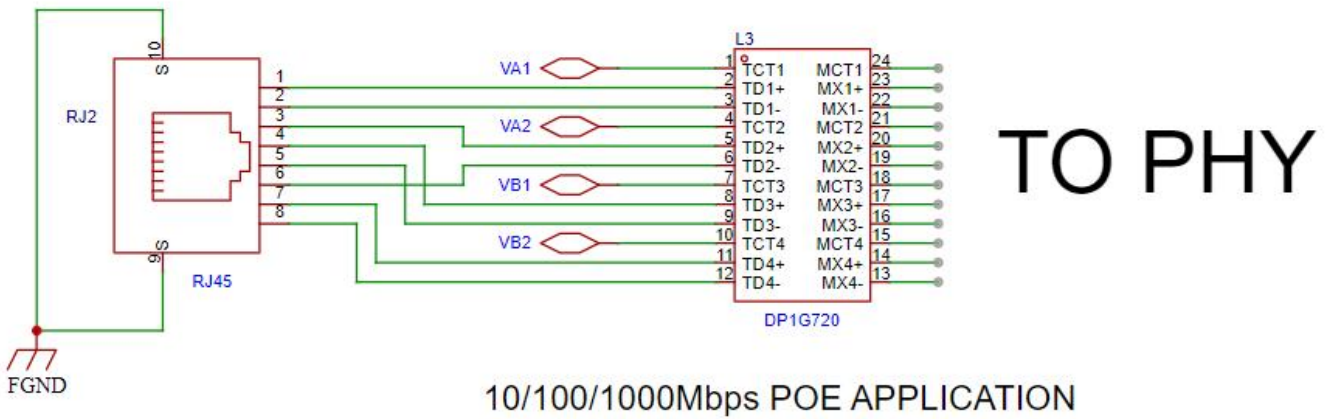 L3
10
S
RJ2
1
2
3
4
5
6
7
8
S
9
RJ45
FGND
VA1
VA2
VB1
VB2
1 TCT1 MCT1 24
2 TD1+ MX1+ 23
3 TD1- MX1- 22
4 TCT2 MCT2 21
5 TD2+ MX2+ 20
6 TD2- MX2- 19
7 TCT3 MCT3 18
8 TD3+ MX3+ 17
9 TD3- MX3- 16
10 TCT4 MCT4 15
11 TD4+ MX4+ 14
12 TD4- MX4- 13
DP1G720
TO PHY
10/100/1000Mbps POE APPLICATION